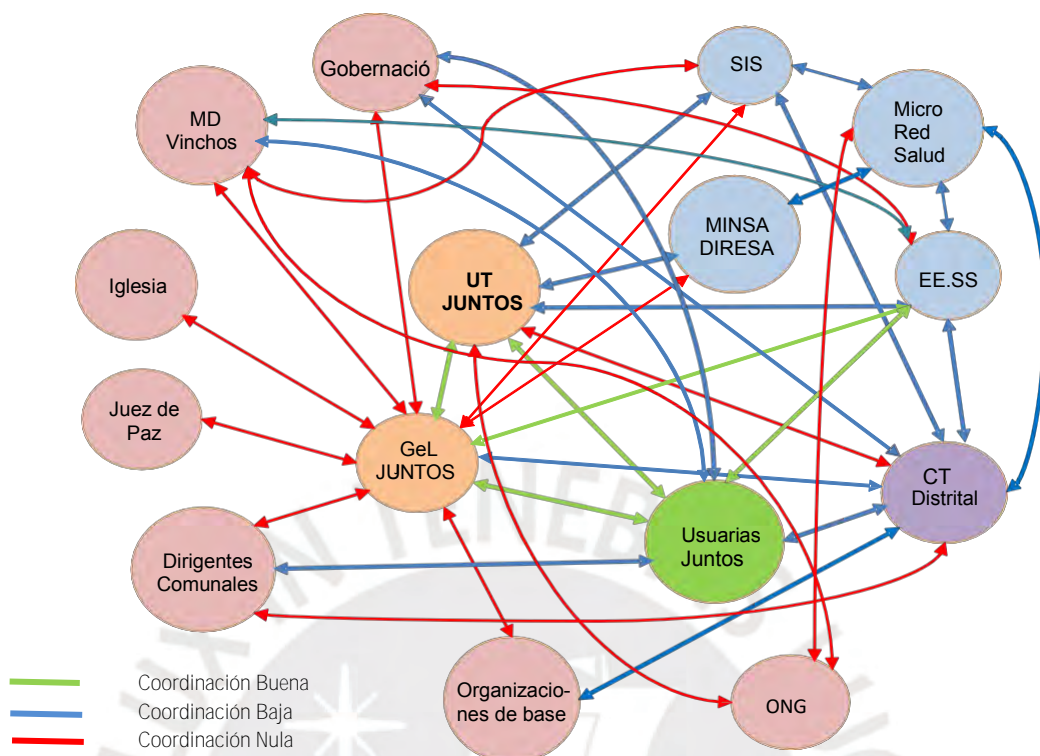 Gobernació
SIS
MD
Vinchos
Micro
Red
Salud
MINSA
DIRESA
UT
JUNTOS
EE.SS
Iglesia
Juez de
Paz
GeL
JUNTOS
CT
Distrital
Usuarias
Juntos
Dirigentes
Comunales
Organizacio-
nes de base
ONG
Coordinación Buena
Coordinación Baja
Coordinación Nula